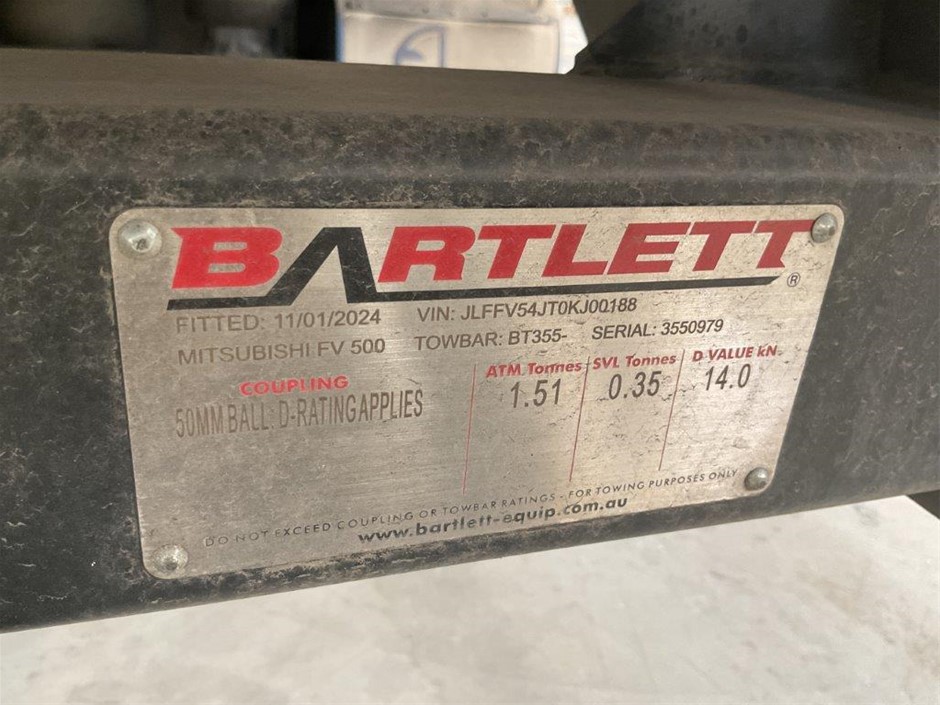 BARTLETT ®
FITTED: 11/01/2024 VIN: JLFFV54JT0KJ00188
MITSUBISHI FV 500 TOWBAR: BT355- SERIAL: 3550979
COUPLING ATM Tonnes SVL Tonnes D VALUE kN
50MM BALL: D-RATING APPLIES 1.51 0.35 14.0
DO NOT EXCEED COUPLING OR TOWBAR RATINGS - FOR TOWING PURPOSES ONLY
www.bartlett-equip.com.au